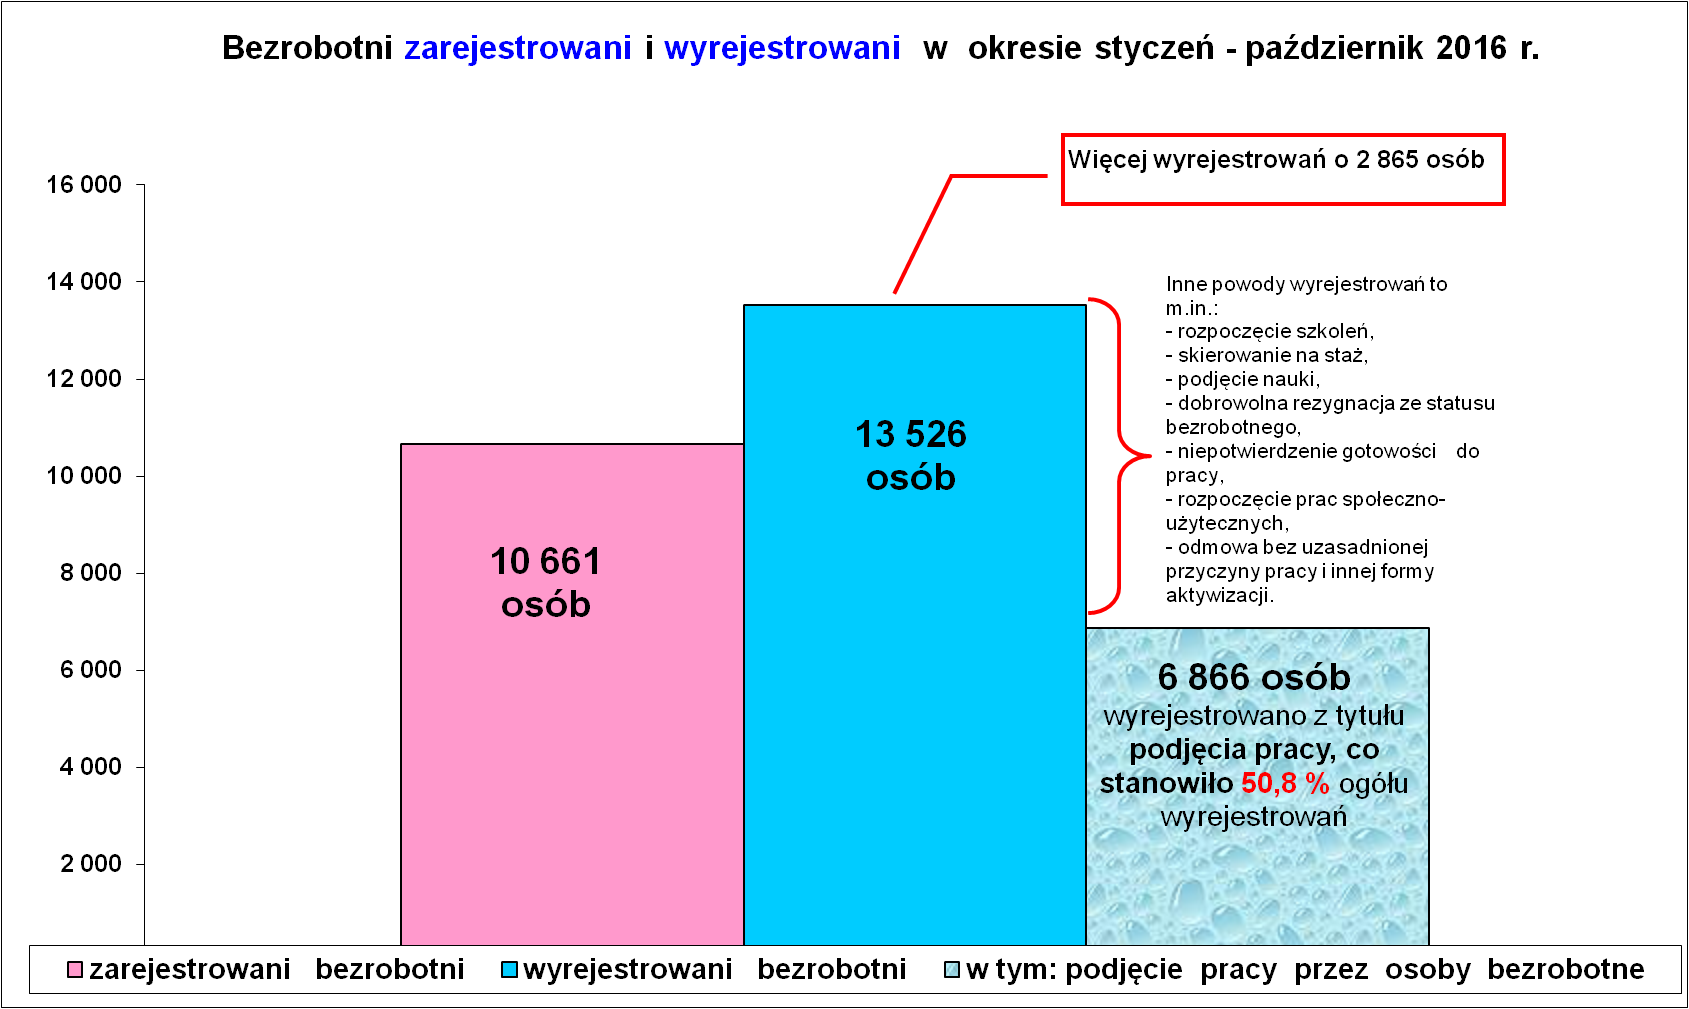 Bezrobotni zarejestrowani i wyrejestrowani w okresie styczeń - październik 2016 r.
Więcej wyrejestrowań o 2 865 osób
16 000
14 000
12 000
10 000
8 000
6 000
4 000
2 000
10 661
osób
13 526
osób
Inne powody wyrejestrowań to
m.in.:
- rozpoczęcie szkoleń,
- skierowanie na staż,
- podjęcie nauki,
- dobrowolna rezygnacja ze statusu
bezrobotnego,
- niepotwierdzenie gotowości do
pracy,
- rozpoczęcie prac społeczno-
użytecznych,
- odmowa bez uzasadnionej
przyczyny pracy i innej formy
aktywizacji.
6 866 osób
wyrejestrowano z tytułu
podjęcia pracy, co
stanowiło 50,8 % ogółu
wyrejestrowań
zarejestrowani bezrobotni
wyrejestrowani bezrobotni
w tym: podjęcie pracy przez osoby bezrobotne